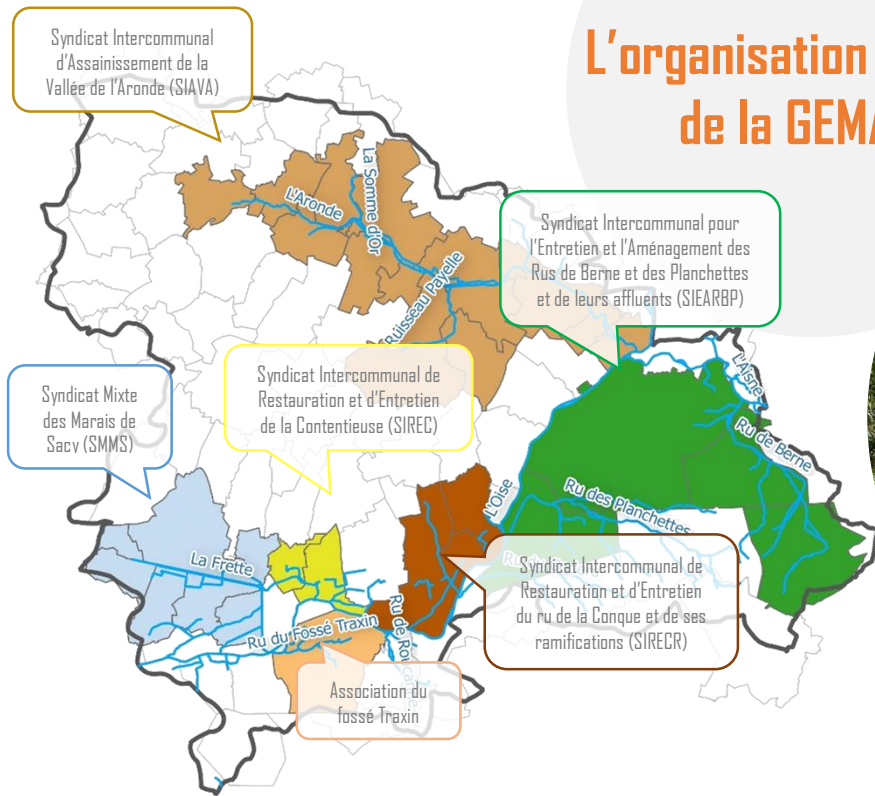 L'organisation
de la GEMA
Syndicat Intercommunal
d'Assainissement de la
Vallée de l'Aronde (SIAVA)
L'Aronde
La Somme d'Or
Ruisseau Payelle
Syndicat Intercommunal pour
l'Entretien et l'Aménagement des
Rus de Berne et des Planchettes
et de leurs affluents (SIEARBP)
Syndicat Mixte
des Marais de
Sacy (SMMS)
Syndicat Intercommunal de
Restauration et d'Entretien
de la Contentieuse (SIREC)
L'Aisne
Ru de Berne
L'Oise
Ru des Planchettes
La Frette
Ru du Fossé Traxin
Syndicat Intercommunal de
Restauration et d'Entretien
du ru de la Conque et de ses
ramifications (SIRECR)
Association du
fossé Traxin